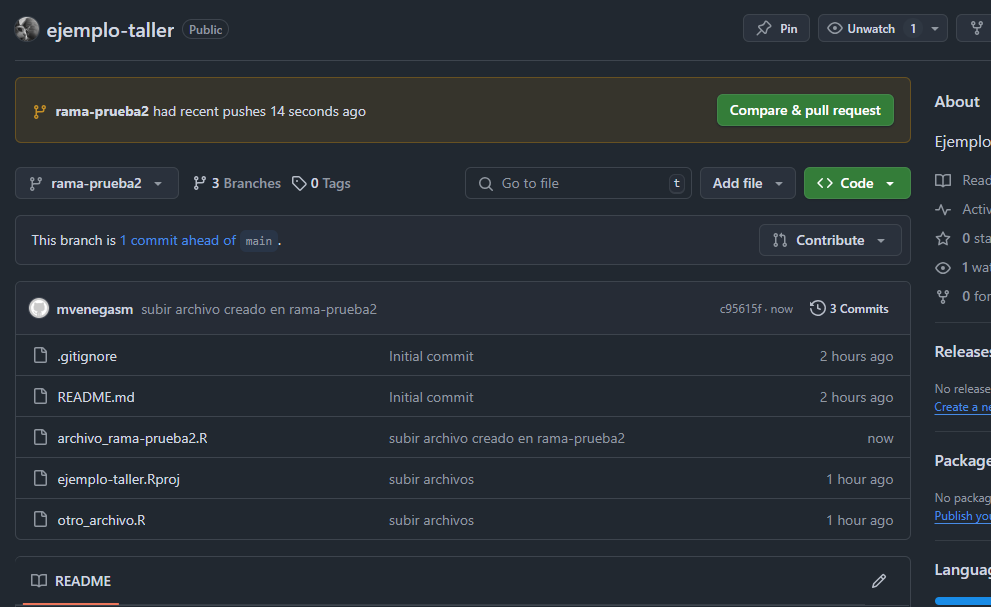 ejemplo-taller Public Pin Unwatch 1
rama-prueba2 had recent pushes 14 seconds ago Compare & pull request
rama-prueba2 3 Branches 0 Tags Go to file t Add file <> Code
This branch is 1 commit ahead of main .
Contribute
mvenegasm subir archivo creado en rama-prueba2 c95615f · now 3 Commits
.gitignore Initial commit 2 hours ago
README.md Initial commit 2 hours ago
archivo_rama-prueba2.R subir archivo creado en rama-prueba2 now
ejemplo-taller.Rproj subir archivos 1 hour ago
otro_archivo.R subir archivos 1 hour ago
README
About
Ejemplo
Read
Activ
0 sta
1 wat
0 for
Releases
No release
Create a ne
Package
No packag
Publish you
Languag